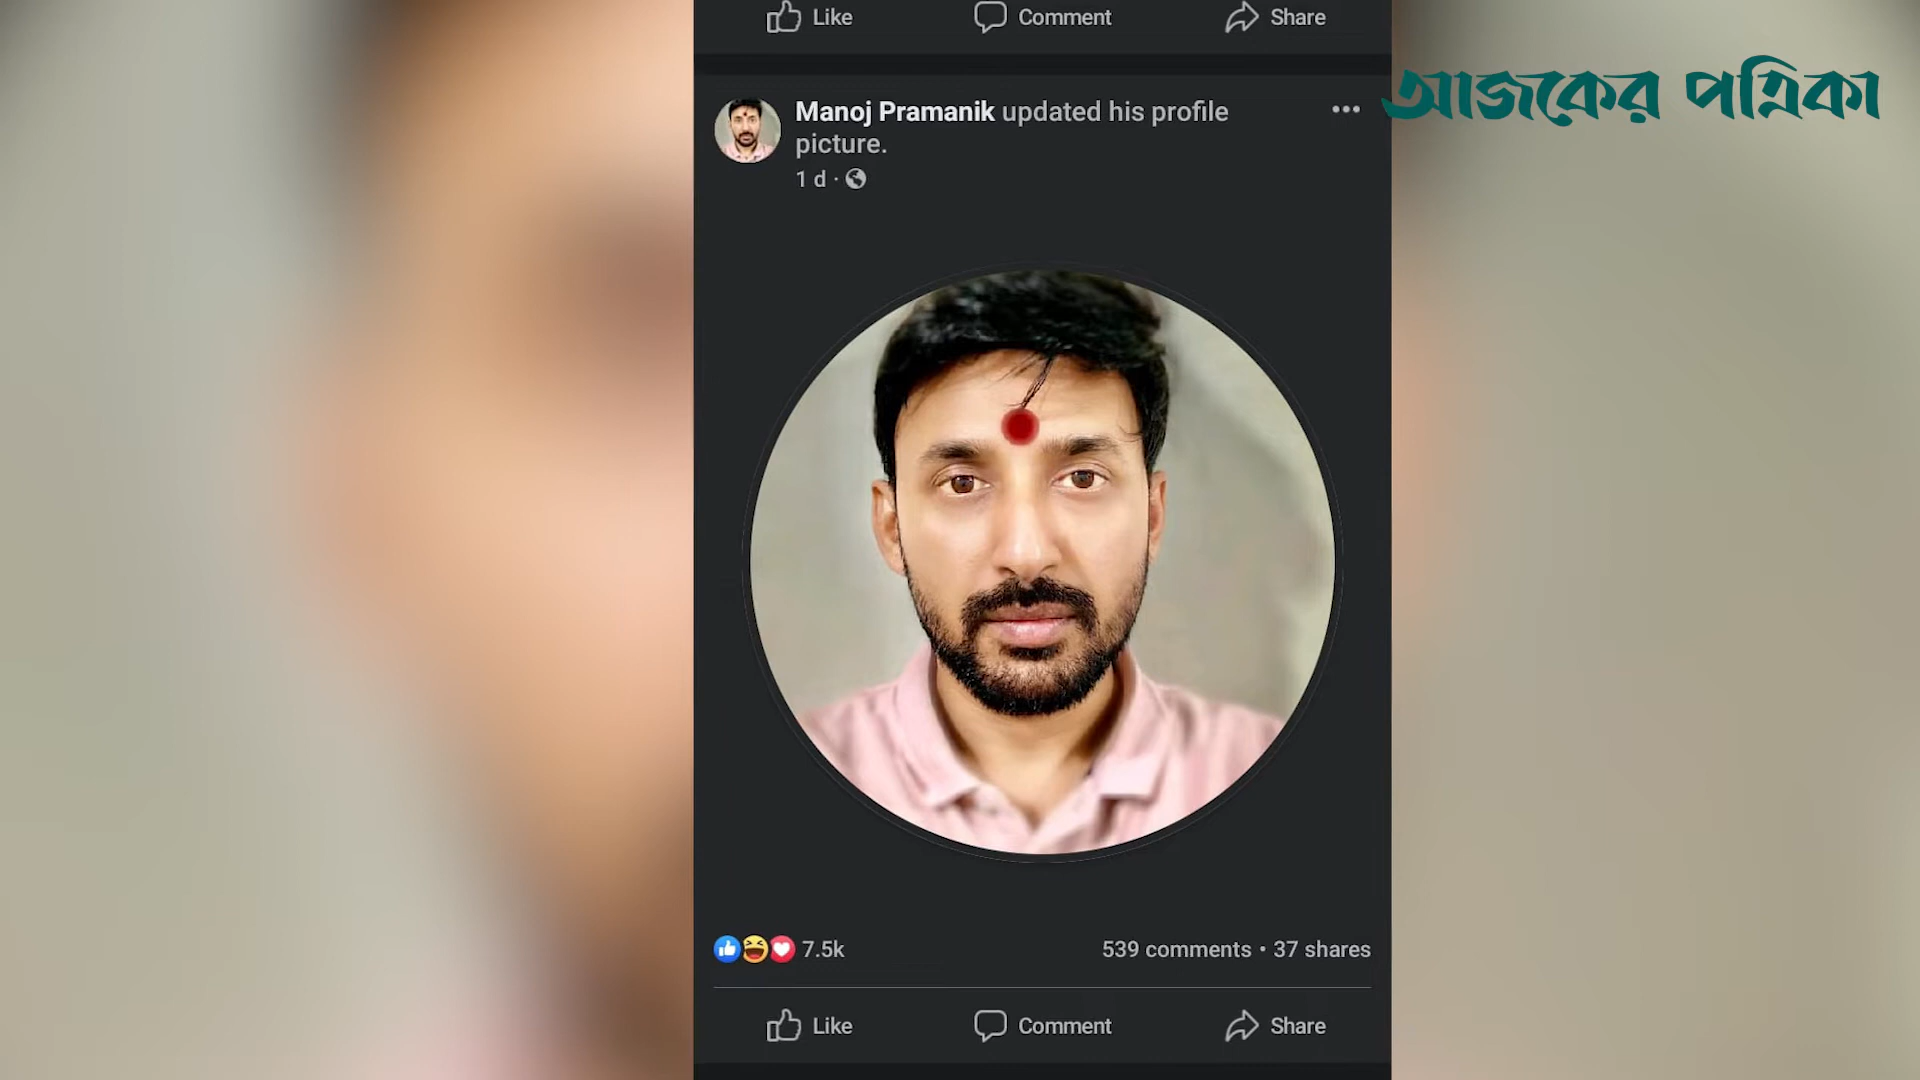 Like Comment Share
আজকের পত্রিকা
Manoj Pramanik updated his profile
picture.
1 d ·
7.5k 539 comments • 37 shares
Like Comment Share